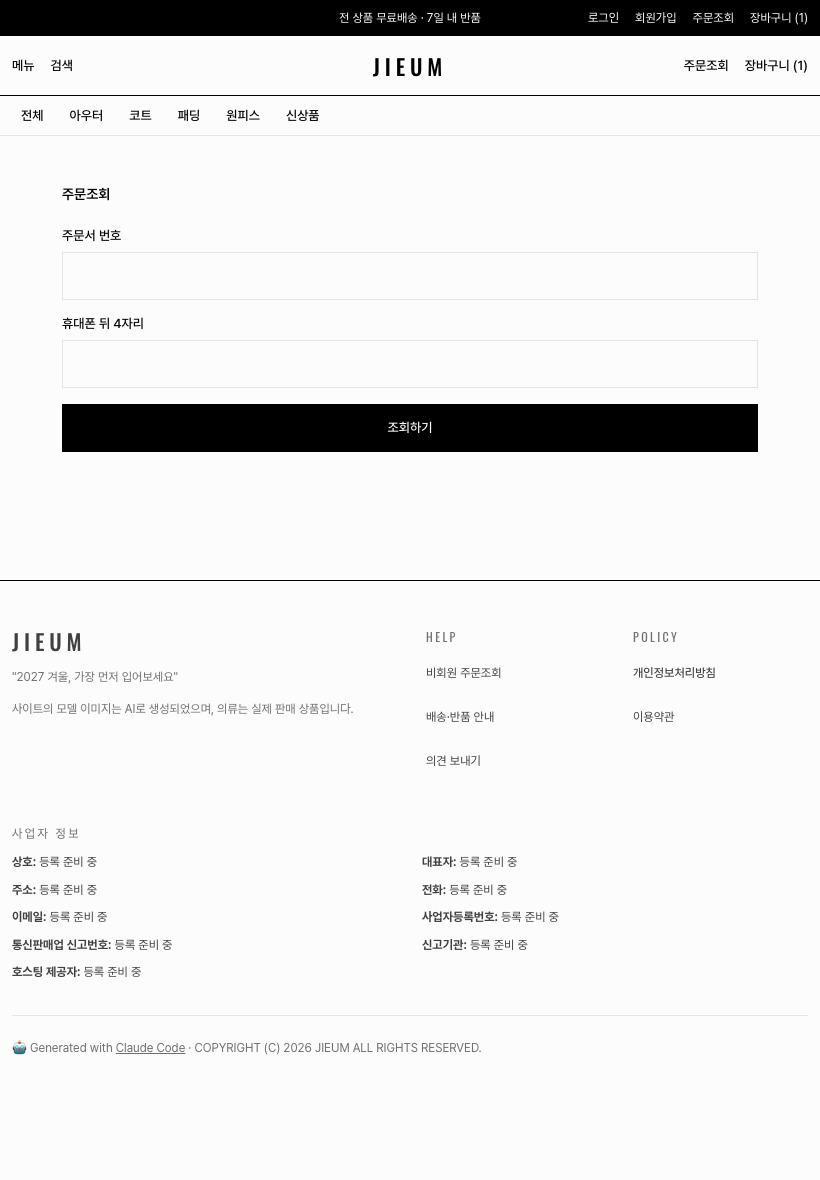 전 상품 무료배송 · 7일 내 반품
로그인 회원가입 주문조회 장바구니 (1)
메뉴 검색 JIEUM 주문조회 장바구니 (1)
전체 아우터 코트 패딩 원피스 신상품
주문조회
주문서 번호
휴대폰 뒤 4자리
조회하기
JIEUM
"2027 겨울, 가장 먼저 입어보세요"
사이트의 모델 이미지는 AI로 생성되었으며, 의류는 실제 판매 상품입니다.
HELP
비회원 주문조회
배송·반품 안내
의견 보내기
POLICY
개인정보처리방침
이용약관
사업자 정보
상호: 등록 준비 중
대표자: 등록 준비 중
주소: 등록 준비 중
전화: 등록 준비 중
이메일: 등록 준비 중
사업자등록번호: 등록 준비 중
통신판매업 신고번호: 등록 준비 중
신고기관: 등록 준비 중
호스팅 제공자: 등록 준비 중
Generated with Claude Code · COPYRIGHT (C) 2026 JIEUM ALL RIGHTS RESERVED.